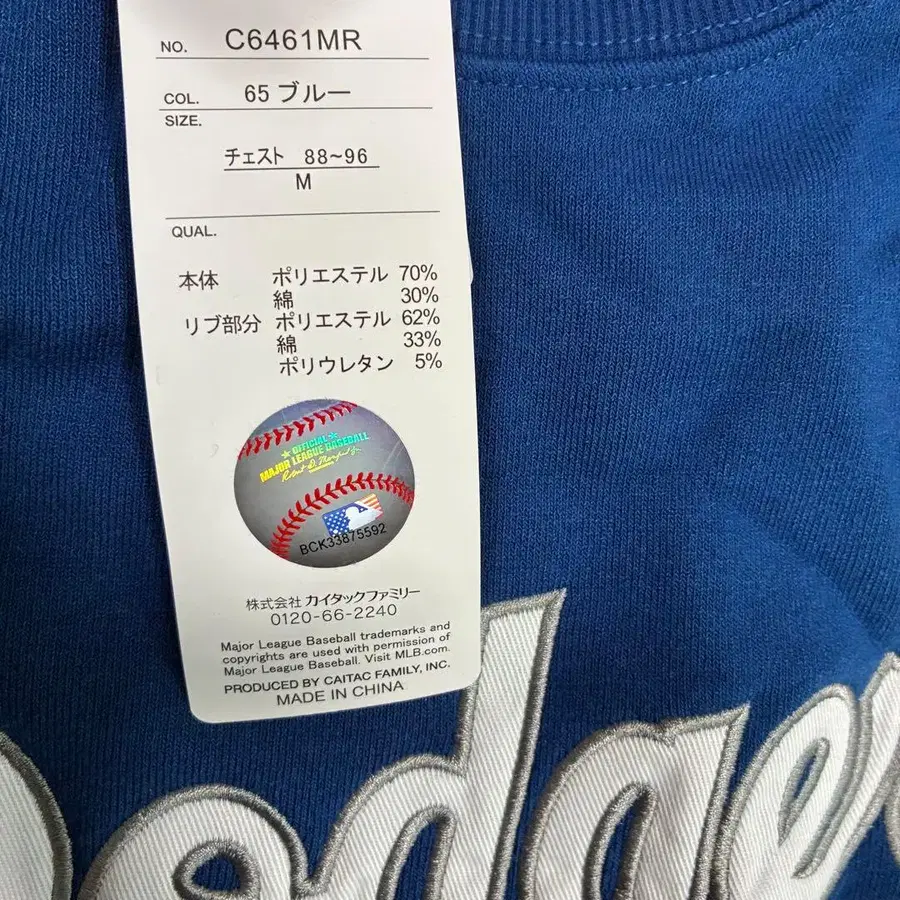 NO. C6461MR
COL. 65 ブルー
SIZE.
チェスト 88~96
M
QUAL.
本体 ポリエステル 70%
綿 30%
リブ部分 ポリエステル 62%
綿 33%
ポリウレタン 5%
OFFICIAL
MAJOR LEAGUE BASEBALL
BCK33875592
株式会社 カイタックファミリー
0120-66-2240
Major League Baseball trademarks and
copyrights are used with permission of
Major League Baseball. Visit MLB.com.
PRODUCED BY CAITAC FAMILY, INC.
MADE IN CHINA
Dodger